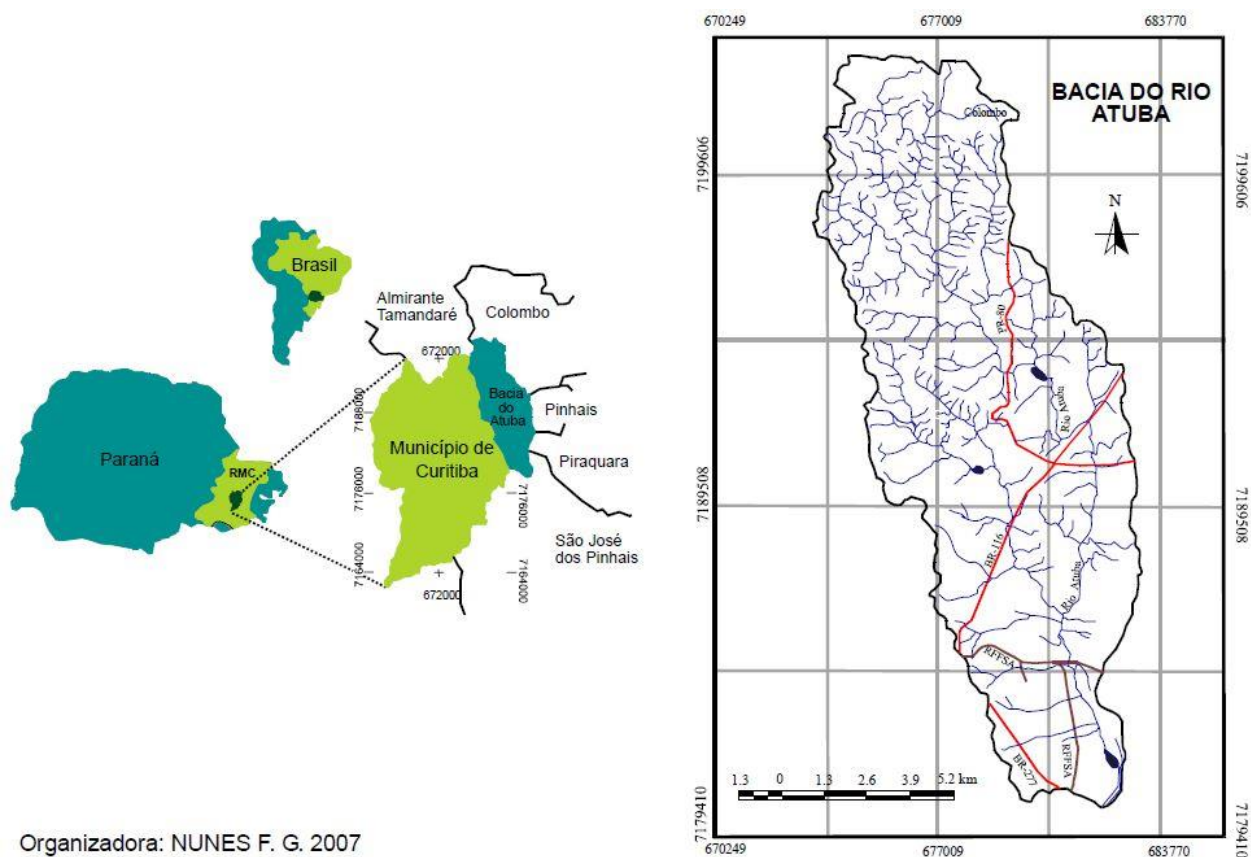 Brasil
Paraná
RMC
Almirante
Tamandaré
Colombo
672000
7188000
Bacia
do
Atuba
Pinhais
Município de
Curitiba
Piraquara
7176000
7176000
São José
dos Pinhais
7164000
7164000
672000
Organizadora: NUNES F. G. 2007
670249
677009
683770
BACIA DO RIO
ATUBA
Colombo
7199606
7199606
N
PR-80
Rio Atuba
7189508
7189508
BR-116
Rio Atuba
RFFSA
RFFSA
BR-277
1.3 0 1.3 2.6 3.9 5.2 km
7179410
7179410
670249
677009
683770